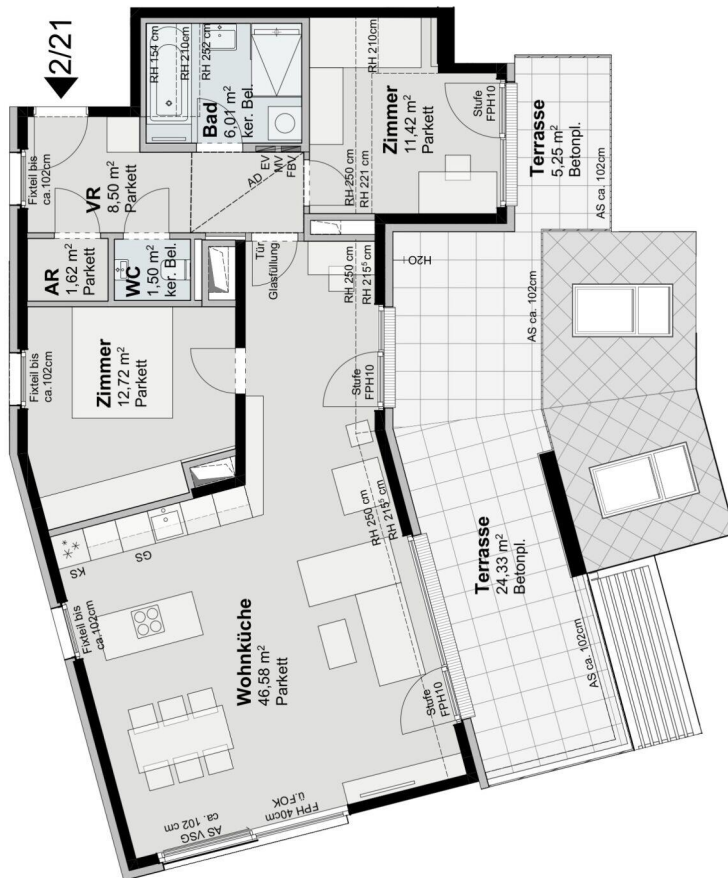 2/21
RH 154 cm
RH 210cm
RH 252 cm
Bad
6,01 m²
ker. Bel.
RH 210cm
Zimmer
11,42 m²
Parkett
Stufe
FPH10
Terrasse
5,25 m²
Betonpl.
AS ca. 102cm
Fixteil bis
ca.102cm
VR
8,50 m²
Parkett
AD
EV
MV
FBV
RH 250 cm
RH 221 cm
AR
1,62 m²
Parkett
WC
1,50 m²
ker. Bel.
Tür
Glasfüllung
RH 250 cm
RH 215⁵ cm
H2O
AS ca. 102cm
Fixteil bis
ca.102cm
Zimmer
12,72 m²
Parkett
Stufe
FPH10
KS
GS
RH 250 cm
RH 215⁵ cm
Terrasse
24,33 m²
Betonpl.
AS ca. 102cm
Fixteil bis
ca.102cm
Wohnküche
46,58 m²
Parkett
Stufe
FPH10
AS VSG
ca. 102 cm
FPH 40cm
ü.FOK